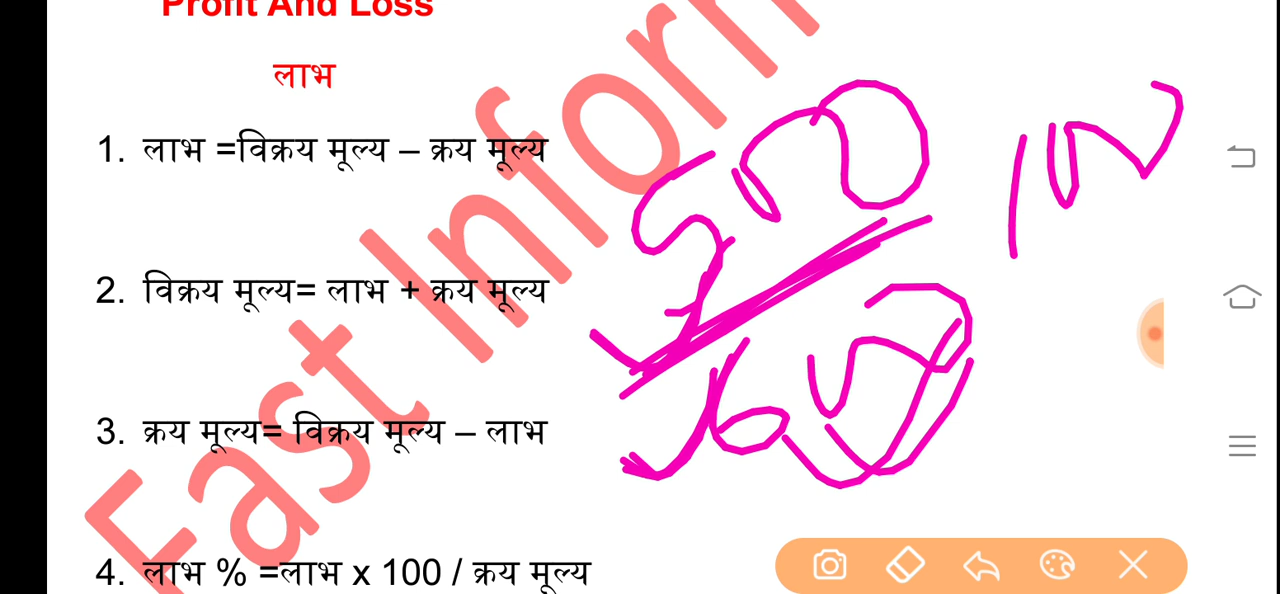 Profit And Loss
लाभ
1. लाभ =विक्रय मूल्य – क्रय मूल्य
2. विक्रय मूल्य= लाभ + क्रय मूल्य
3. क्रय मूल्य= विक्रय मूल्य – लाभ
4. लाभ % =लाभ x 100 / क्रय मूल्य
Fast Inform